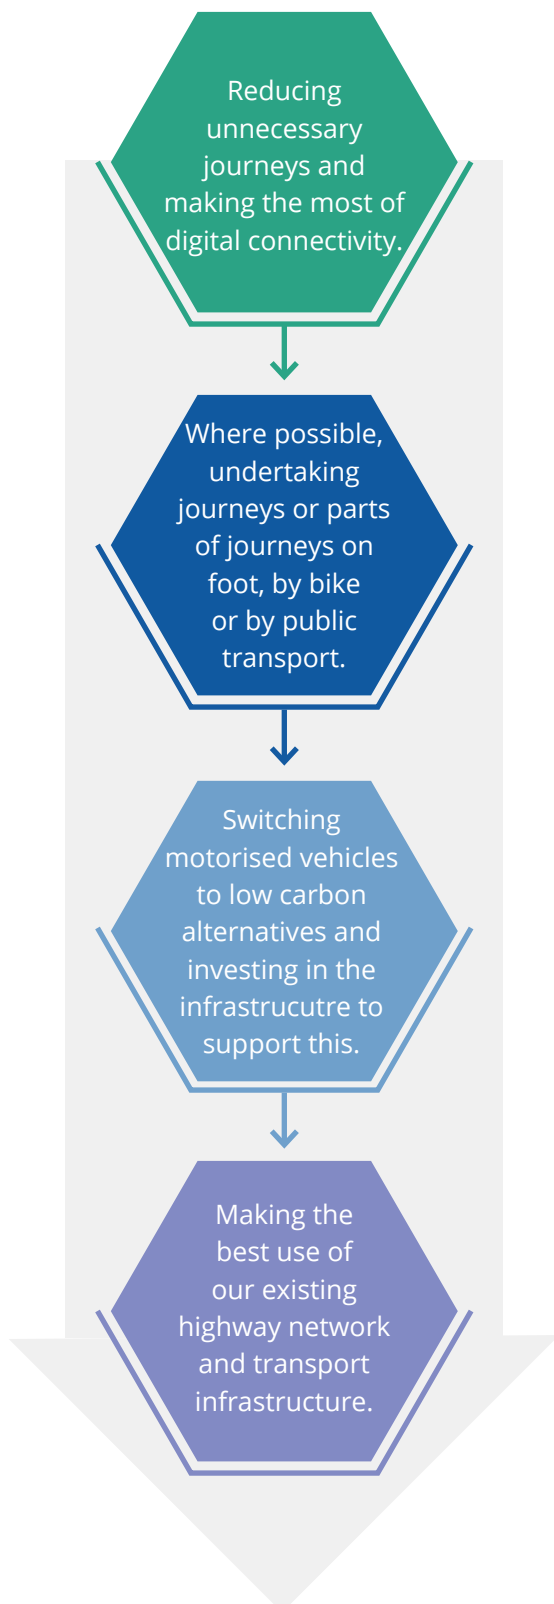 Reducing
unnecessary
journeys and
making the most of
digital connectivity.
Where possible,
undertaking
journeys or parts
of journeys on
foot, by bike
or by public
transport.
Switching
motorised vehicles
to low carbon
alternatives and
investing in the
infrastrucutre to
support this.
Making the
best use of
our existing
highway network
and transport
infrastructure.